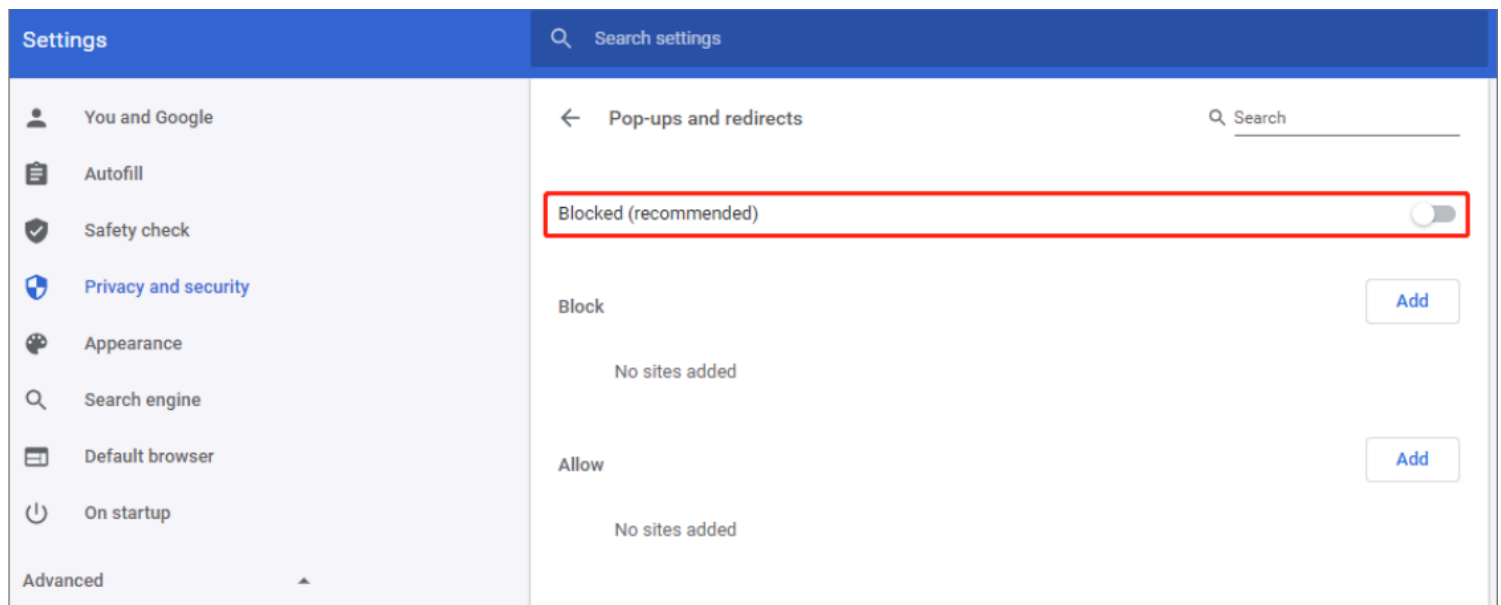 Settings
Search settings
You and Google
Autofill
Safety check
Privacy and security
Appearance
Search engine
Default browser
On startup
Advanced
Pop-ups and redirects
Search
Blocked (recommended)
Block
Add
No sites added
Allow
Add
No sites added